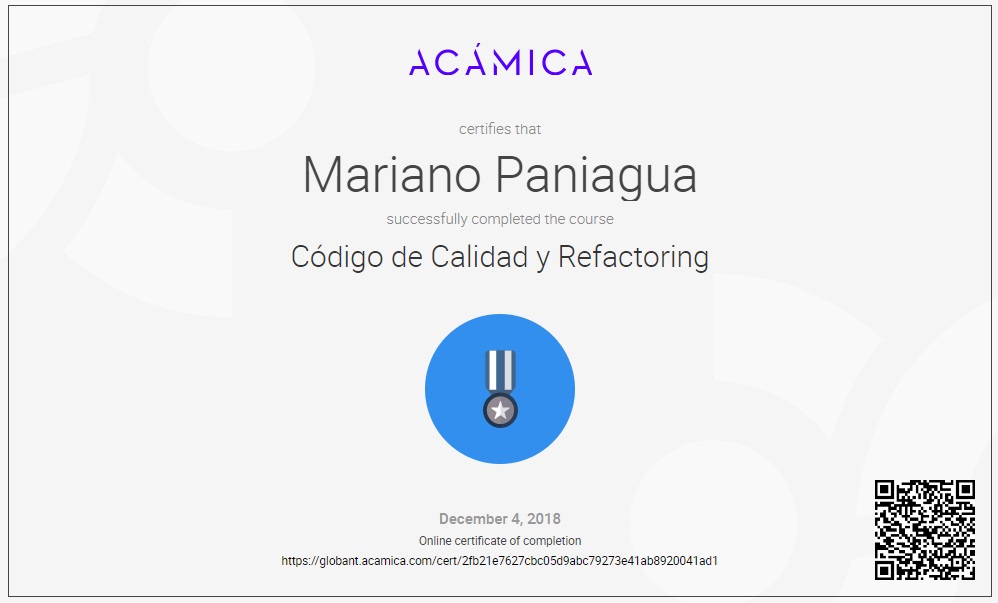 ACÁMICA
certifies that
Mariano Paniagua
successfully completed the course
Código de Calidad y Refactoring
December 4, 2018
Online certificate of completion
https://globant.acamica.com/cert/2fb21e7627cbc05d9abc79273e41ab8920041ad1